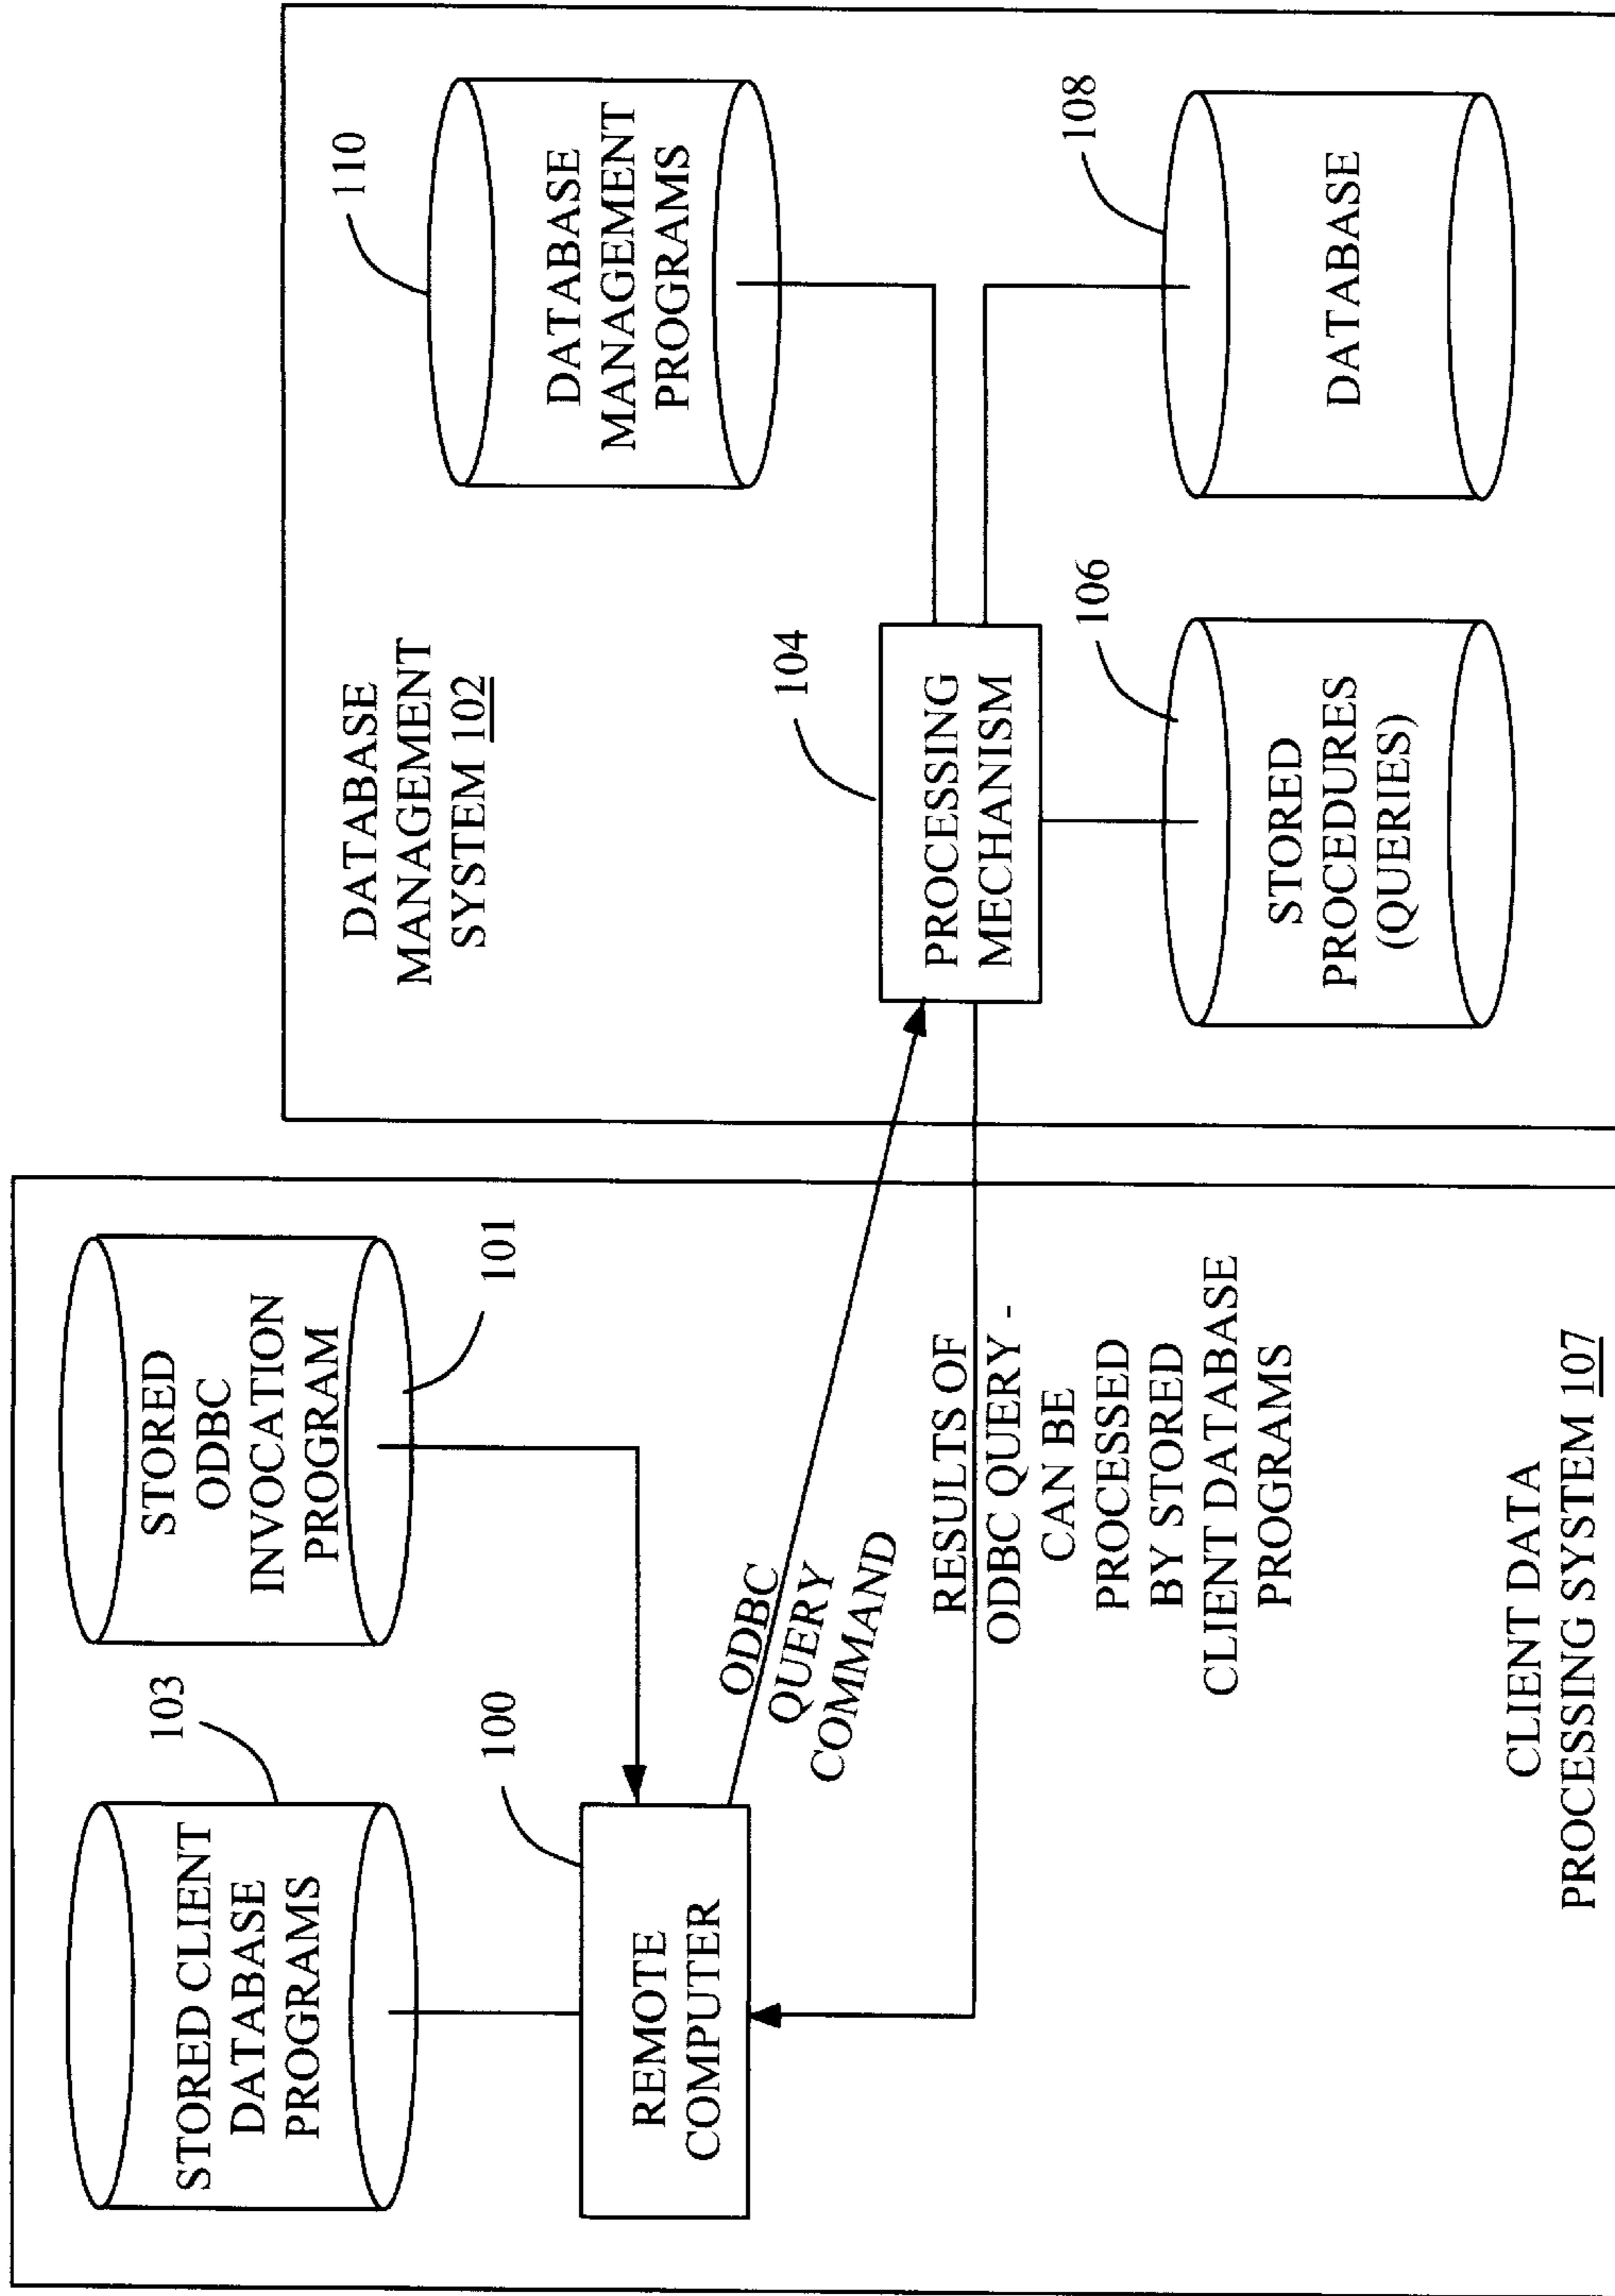 STORED CLIENT
DATABASE
PROGRAMS
103
STORED
ODBC
INVOCATION
PROGRAM
101
REMOTE
COMPUTER
100
ODBC
QUERY
COMMAND
RESULTS OF
ODBC QUERY -
CAN BE
PROCESSED
BY STORED
CLIENT DATABASE
PROGRAMS
CLIENT DATA
PROCESSING SYSTEM 107
DATABASE
MANAGEMENT
SYSTEM 102
110
DATABASE
MANAGEMENT
PROGRAMS
104
PROCESSING
MECHANISM
106
STORED
PROCEDURES
(QUERIES)
108
DATABASE